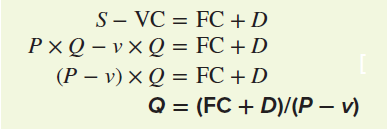 S – VC = FC + D
P × Q – v × Q = FC + D
(P – v) × Q = FC + D
Q = (FC + D)/(P – v)